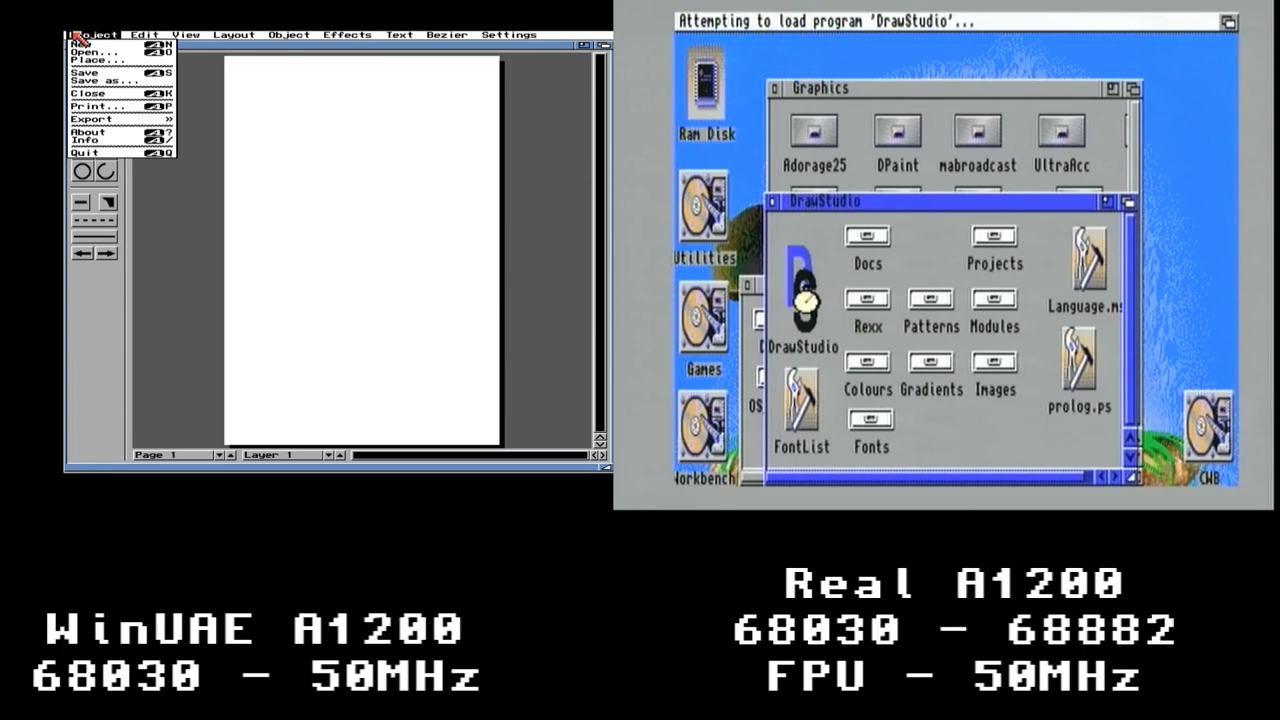 Project Edit View Layout Object Effects Text Bezier Settings
N
Open... O
Place...
Save S
Save as...
Close K
Print... P
Export »
About ?
Info /
Quit Q
Page 1
Layer 1
Attempting to load program 'DrawStudio'...
Ram Disk
Utilities
Games
Workbench
Graphics
Adorage25 DPaint mabroadcast UltraAcc
DrawStudio
Docs Projects
Language.m
Rexx Patterns Modules
DrawStudio
Colours Gradients Images
prolog.ps
FontList Fonts
CWB
WinUAE A1200
68030 - 50MHz
Real A1200
68030 - 68882
FPU - 50MHz